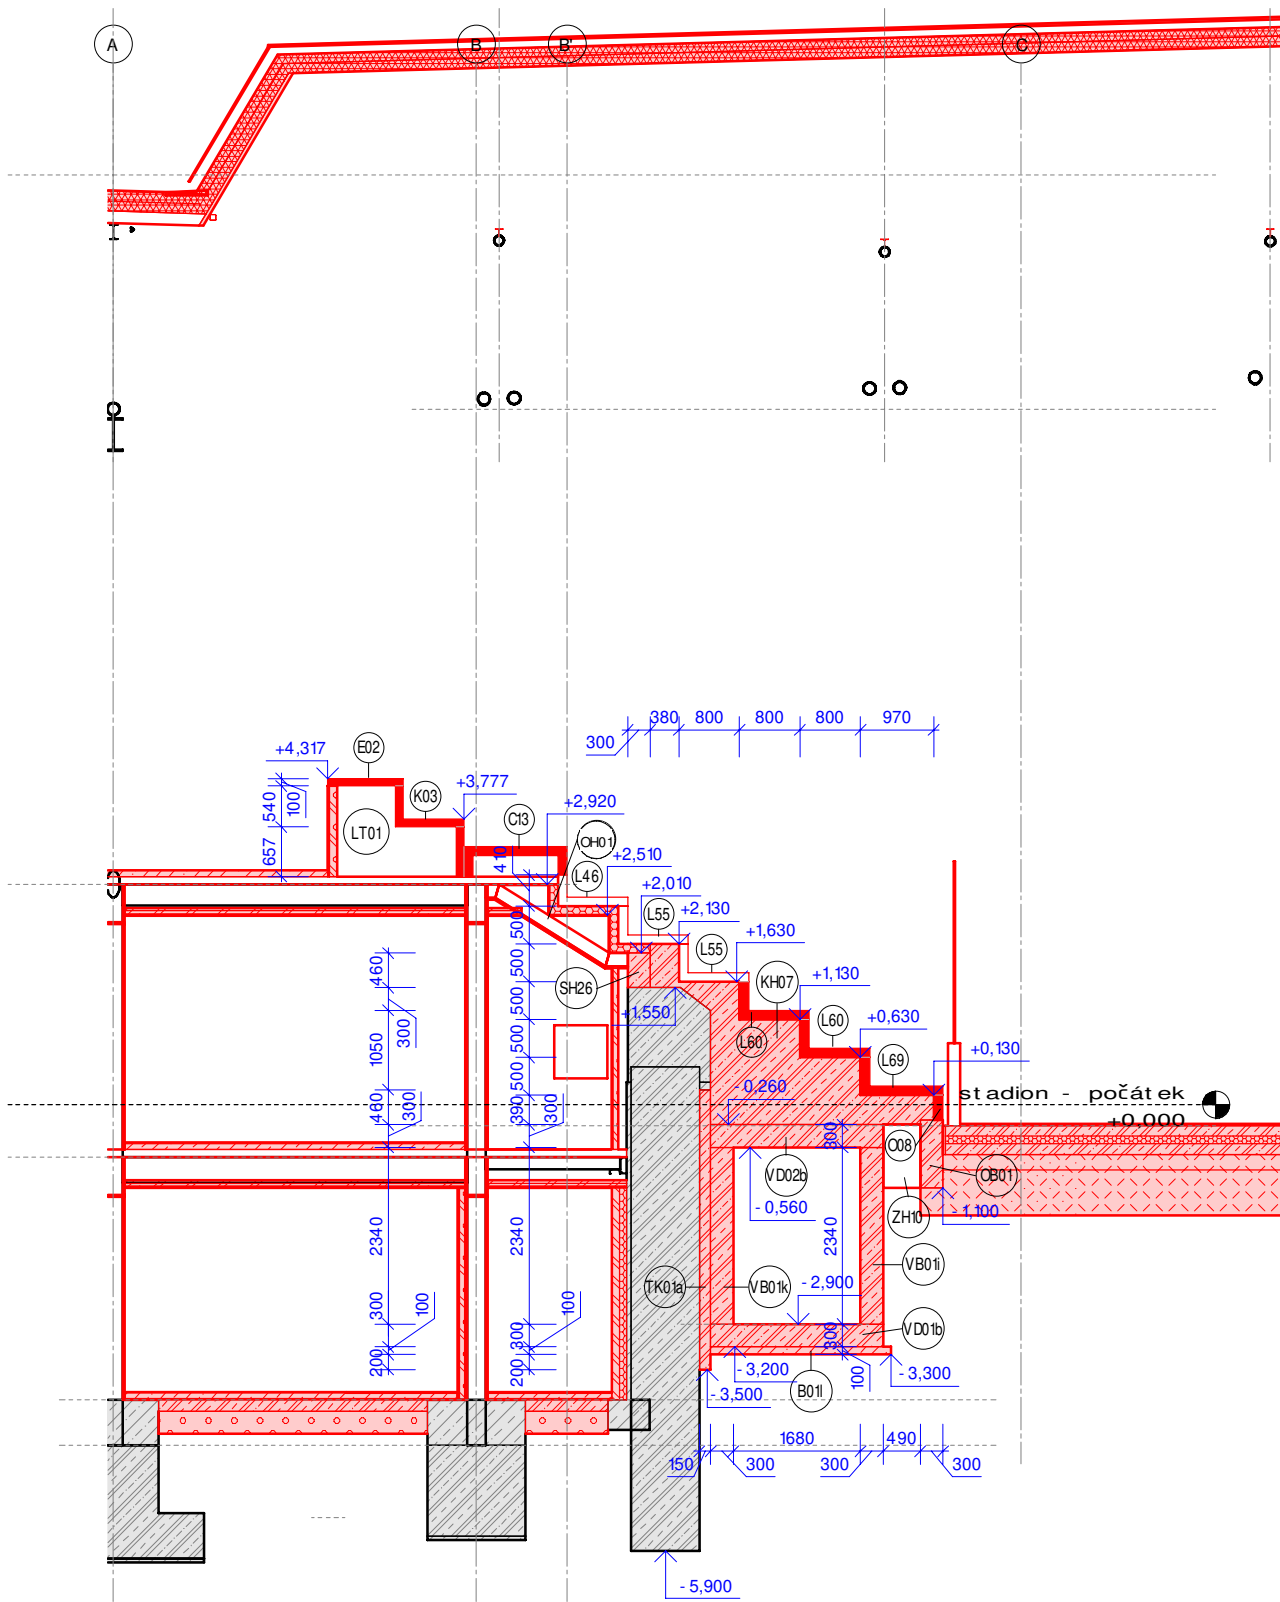 A
B
B'
C
380
800
800
800
970
300
+4,317
E02
+3,777
K03
540
100
LT01
657
C13
+2,920
OH01
410
+2,510
L46
+2,010
L55
+2,130
L55
+1,630
KH07
+1,130
SH26
+1,550
L60
L60
+0,630
L69
+0,130
460
300
1050
460
300
500
500
500
500
500
390
300
stadion - počátek
+0,000
- 0,260
300
O08
OB01
VD02b
- 0,560
ZH10
- 1,100
2340
2340
2340
VB01i
TK01a
VB01k
- 2,900
300
100
200
300
100
200
300
VD01b
- 3,200
100
- 3,300
B01l
- 3,500
1680
490
150
300
300
300
- 5,900